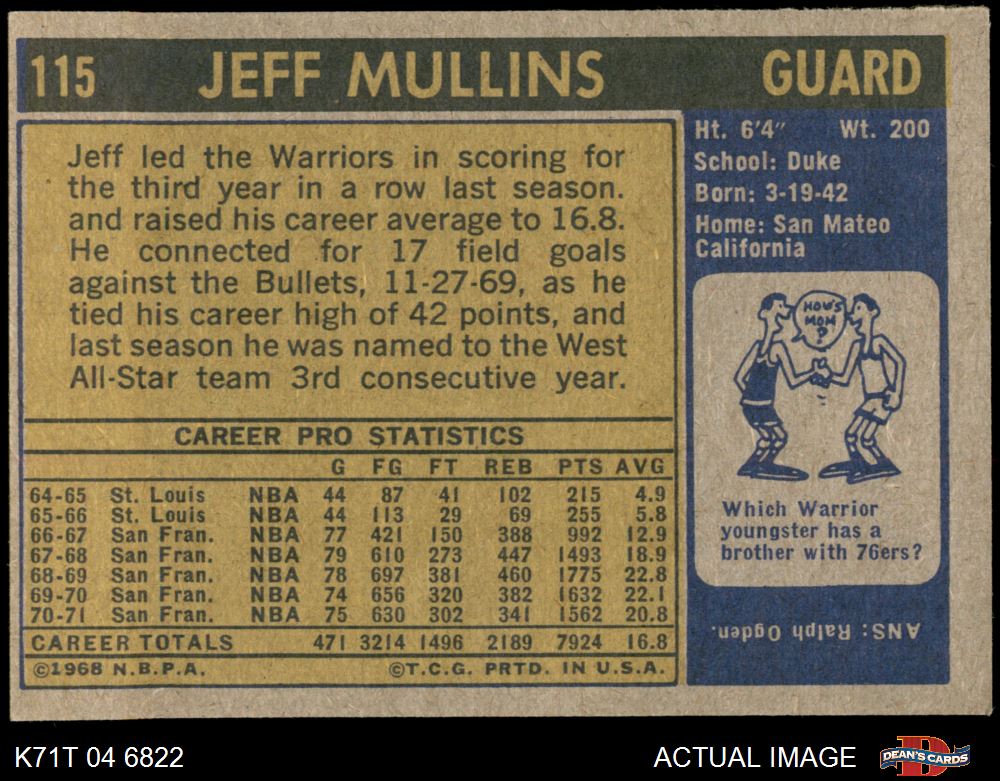 115 JEFF MULLINS GUARD
Jeff led the Warriors in scoring for
the third year in a row last season.
and raised his career average to 16.8.
He connected for 17 field goals
against the Bullets, 11-27-69, as he
tied his career high of 42 points, and
last season he was named to the West
All-Star team 3rd consecutive year.
CAREER PRO STATISTICS
G FG FT REB PTS AVG
64-65 St. Louis NBA 44 87 41 102 215 4.9
65-66 St. Louis NBA 44 113 29 69 255 5.8
66-67 San Fran. NBA 77 421 150 388 992 12.9
67-68 San Fran. NBA 79 610 273 447 1493 18.9
68-69 San Fran. NBA 78 697 381 460 1775 22.8
69-70 San Fran. NBA 74 656 320 382 1632 22.1
70-71 San Fran. NBA 75 630 302 341 1562 20.8
CAREER TOTALS 471 3214 1496 2189 7924 16.8
©1968 N.B.P.A. ©T.C.G. PRTD. IN U.S.A.
Ht. 6'4" Wt. 200
School: Duke
Born: 3-19-42
Home: San Mateo
California
HOW'S
MOM
?
Which Warrior
youngster has a
brother with 76ers?
ANS: Ralph Ogden.
K71T 04 6822 ACTUAL IMAGE DEAN'S CARDS